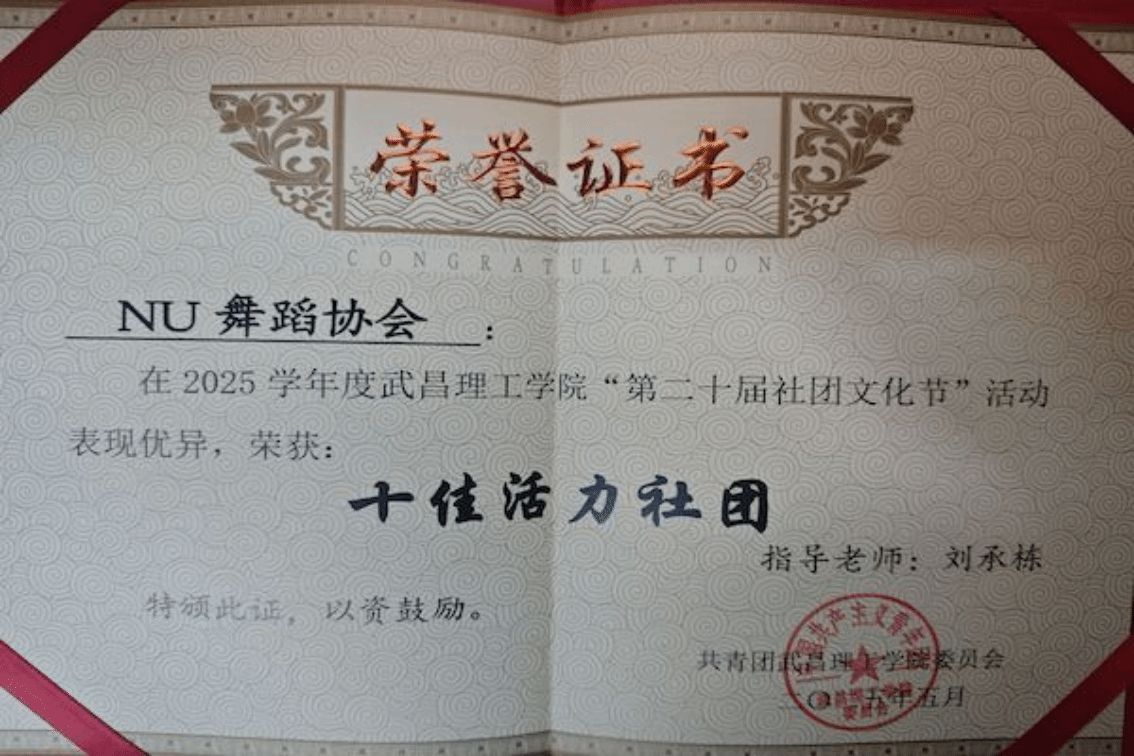 荣誉证书
CONGRATULATION
NU 舞蹈协会：
在 2025 学年度武昌理工学院“第二十届社团文化节”活动
表现优异，荣获：
十佳活力社团
指导老师：刘承栋
特颁此证，以资鼓励。
共青团武昌理工学院委员会
二〇二五年五月